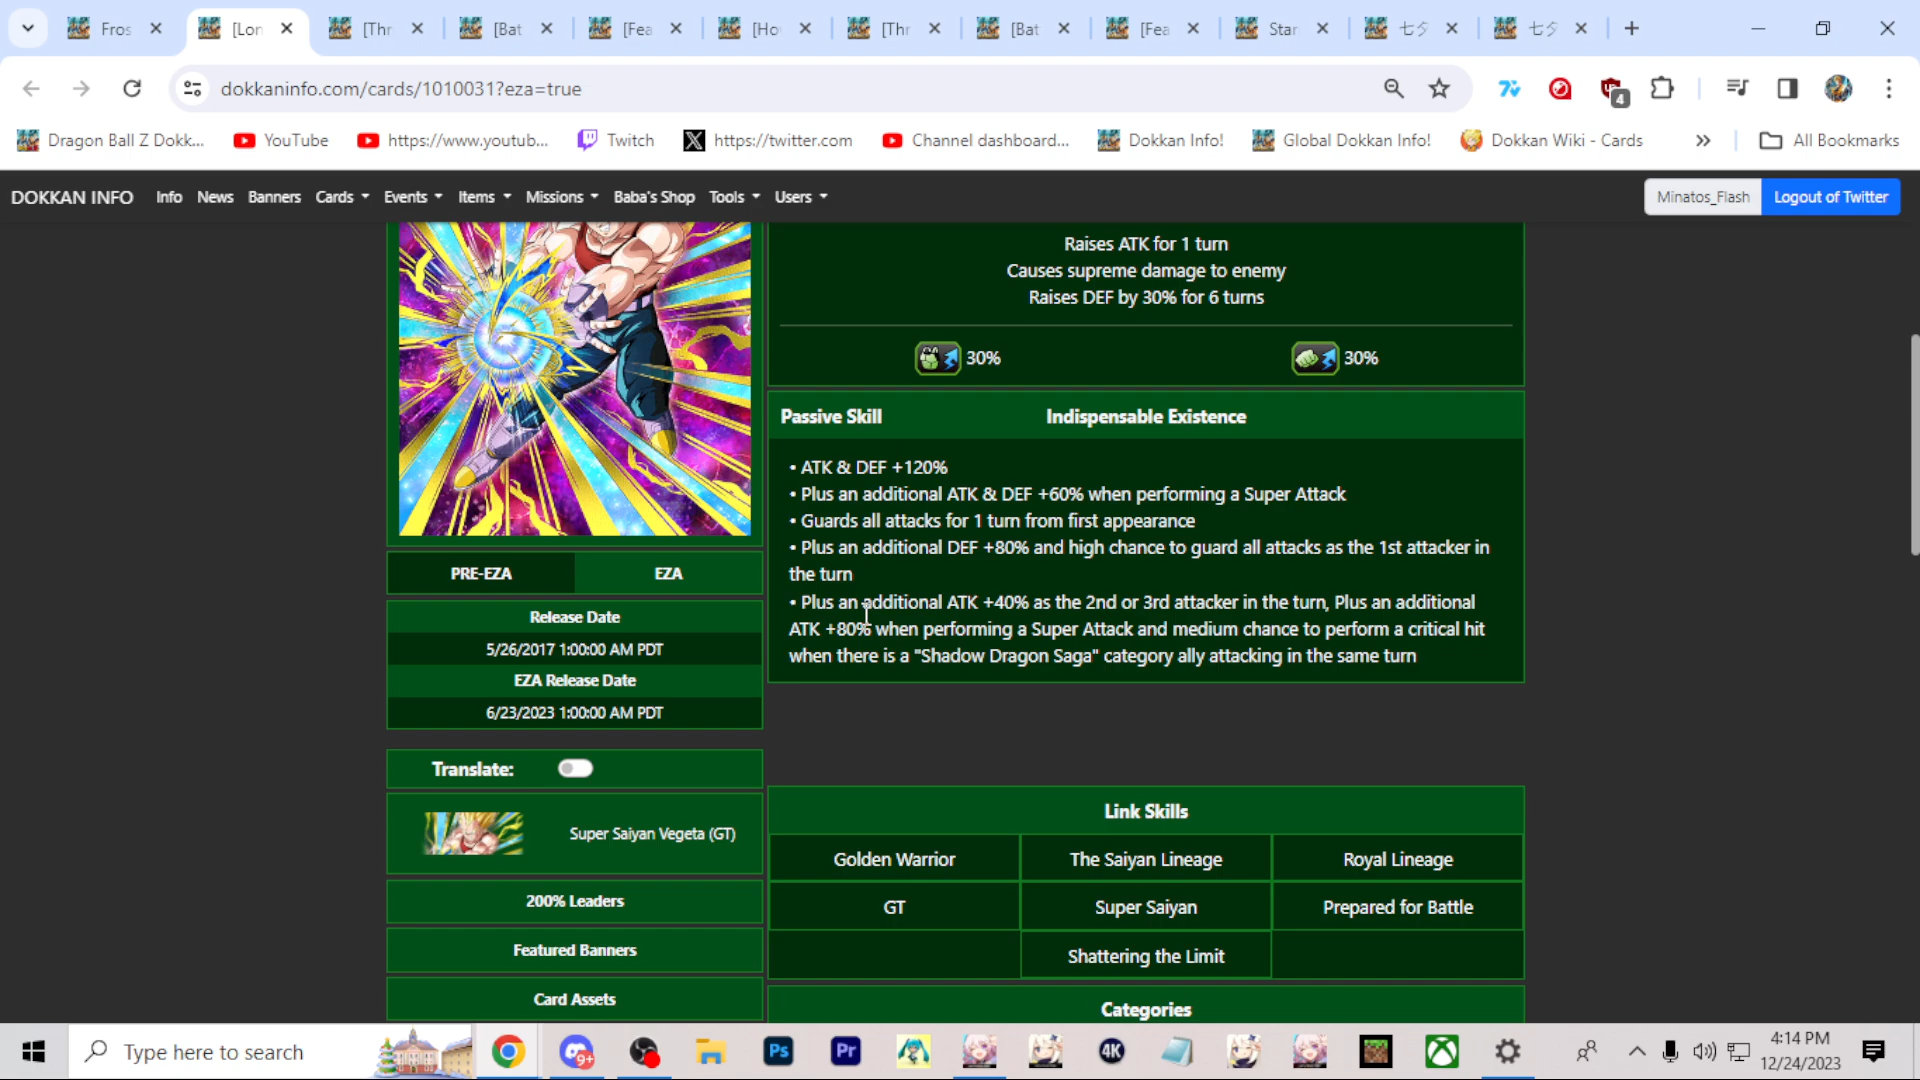 Fros
[Lor
[Thr
[Bat
[Fea
[Ho
[Thr
[Bat
[Fea
Star
七夕
七夕
dokkaninfo.com/cards/1010031?eza=true
4
Dragon Ball Z Dokk...
YouTube
https://www.youtub...
Twitch
https://twitter.com
Channel dashboard...
Dokkan Info!
Global Dokkan Info!
Dokkan Wiki - Cards
All Bookmarks
DOKKAN INFO
Info
News
Banners
Cards
Events
Items
Missions
Baba's Shop
Tools
Users
Minatos_Flash
Logout of Twitter
Raises ATK for 1 turn
Causes supreme damage to enemy
Raises DEF by 30% for 6 turns
30%
30%
Passive Skill
Indispensable Existence
• ATK & DEF +120%
• Plus an additional ATK & DEF +60% when performing a Super Attack
• Guards all attacks for 1 turn from first appearance
• Plus an additional DEF +80% and high chance to guard all attacks as the 1st attacker in
the turn
• Plus an additional ATK +40% as the 2nd or 3rd attacker in the turn, Plus an additional
ATK +80% when performing a Super Attack and medium chance to perform a critical hit
when there is a "Shadow Dragon Saga" category ally attacking in the same turn
PRE-EZA
EZA
Release Date
5/26/2017 1:00:00 AM PDT
EZA Release Date
6/23/2023 1:00:00 AM PDT
Translate:
Super Saiyan Vegeta (GT)
200% Leaders
Featured Banners
Card Assets
Link Skills
Golden Warrior
The Saiyan Lineage
Royal Lineage
GT
Super Saiyan
Prepared for Battle
Shattering the Limit
Categories
Type here to search
9+
Ps
Pr
4K
4:14 PM
12/24/2023